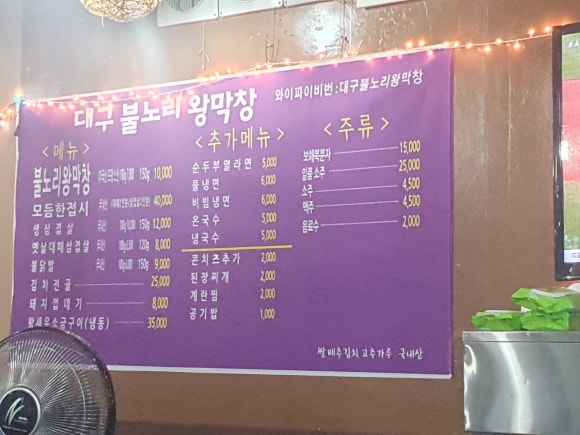 대구 불노리 왕막창
와이파이비번 : 대구불노리왕막창
< 메뉴 >
불노리왕막창 150g 10,000
모듬한접시 40,000
생삼겹살 150g 12,000
옛날대패삼겹살 120g 8,000
불닭발 150g 9,000
김치전골 25,000
돼지껍데기 8,000
왕새우소금구이(냉동) 35,000
< 추가메뉴 >
순두부열라면 5,000
물냉면 6,000
비빔냉면 6,000
온국수 5,000
냉국수 5,000
콘치즈추가 2,000
된장찌개 2,000
계란찜 2,000
공기밥 1,000
< 주류 >
보해복분자 15,000
일품소주 25,000
소주 4,500
맥주 4,500
음료수 2,000
쌀 배추김치 고추가루 국내산